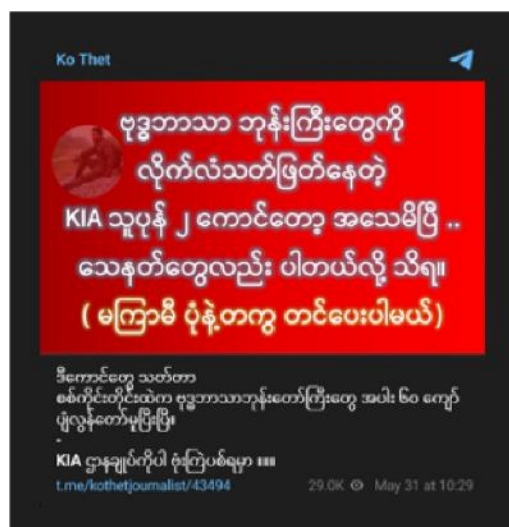 Ko Thet
ဗုဒ္ဓဘာသာ ဘုန်းကြီးတွေကို
လိုက်လံသတ်ဖြတ်နေတဲ့
KIA သူပုန် ၂ ကောင်တော့ အသေမိပြီ ..
သေနတ်တွေလည်း ပါတယ်လို့ သိရ။
( မကြာမီ ပုံနဲ့တကွ တင်ပေးပါမယ်)
ဒီကောင်တွေ သတ်တာ
စစ်ကိုင်းတိုင်းထဲက ဗုဒ္ဓဘာသာဘုန်းတော်ကြီးတွေ အပါး ၆၀ ကျော်
ပျံလွန်တော်မူပြီးပြီ။
-
KIA ဌာနချုပ်ကိုပါ ဗုံးကြဲပစ်ရမှာ ။။။
t.me/kothetjournalist/43494 29.0K May 31 at 10:29